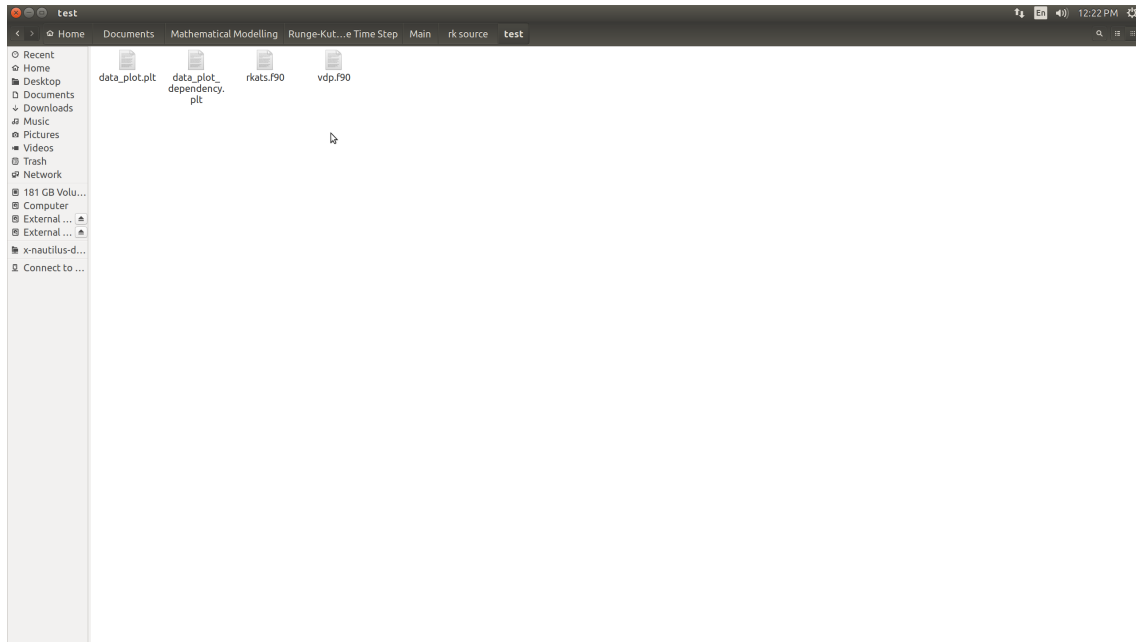 test
En
12:22 PM
Home Documents Mathematical Modelling Runge-Kut...e Time Step Main rk source test
Recent
Home
Desktop
Documents
Downloads
Music
Pictures
Videos
Trash
Network
181 GB Volu...
Computer
External ...
External ...
x-nautilus-d...
Connect to ...
data_plot.plt
data_plot_
dependency.
plt
rkats.f90
vdp.f90